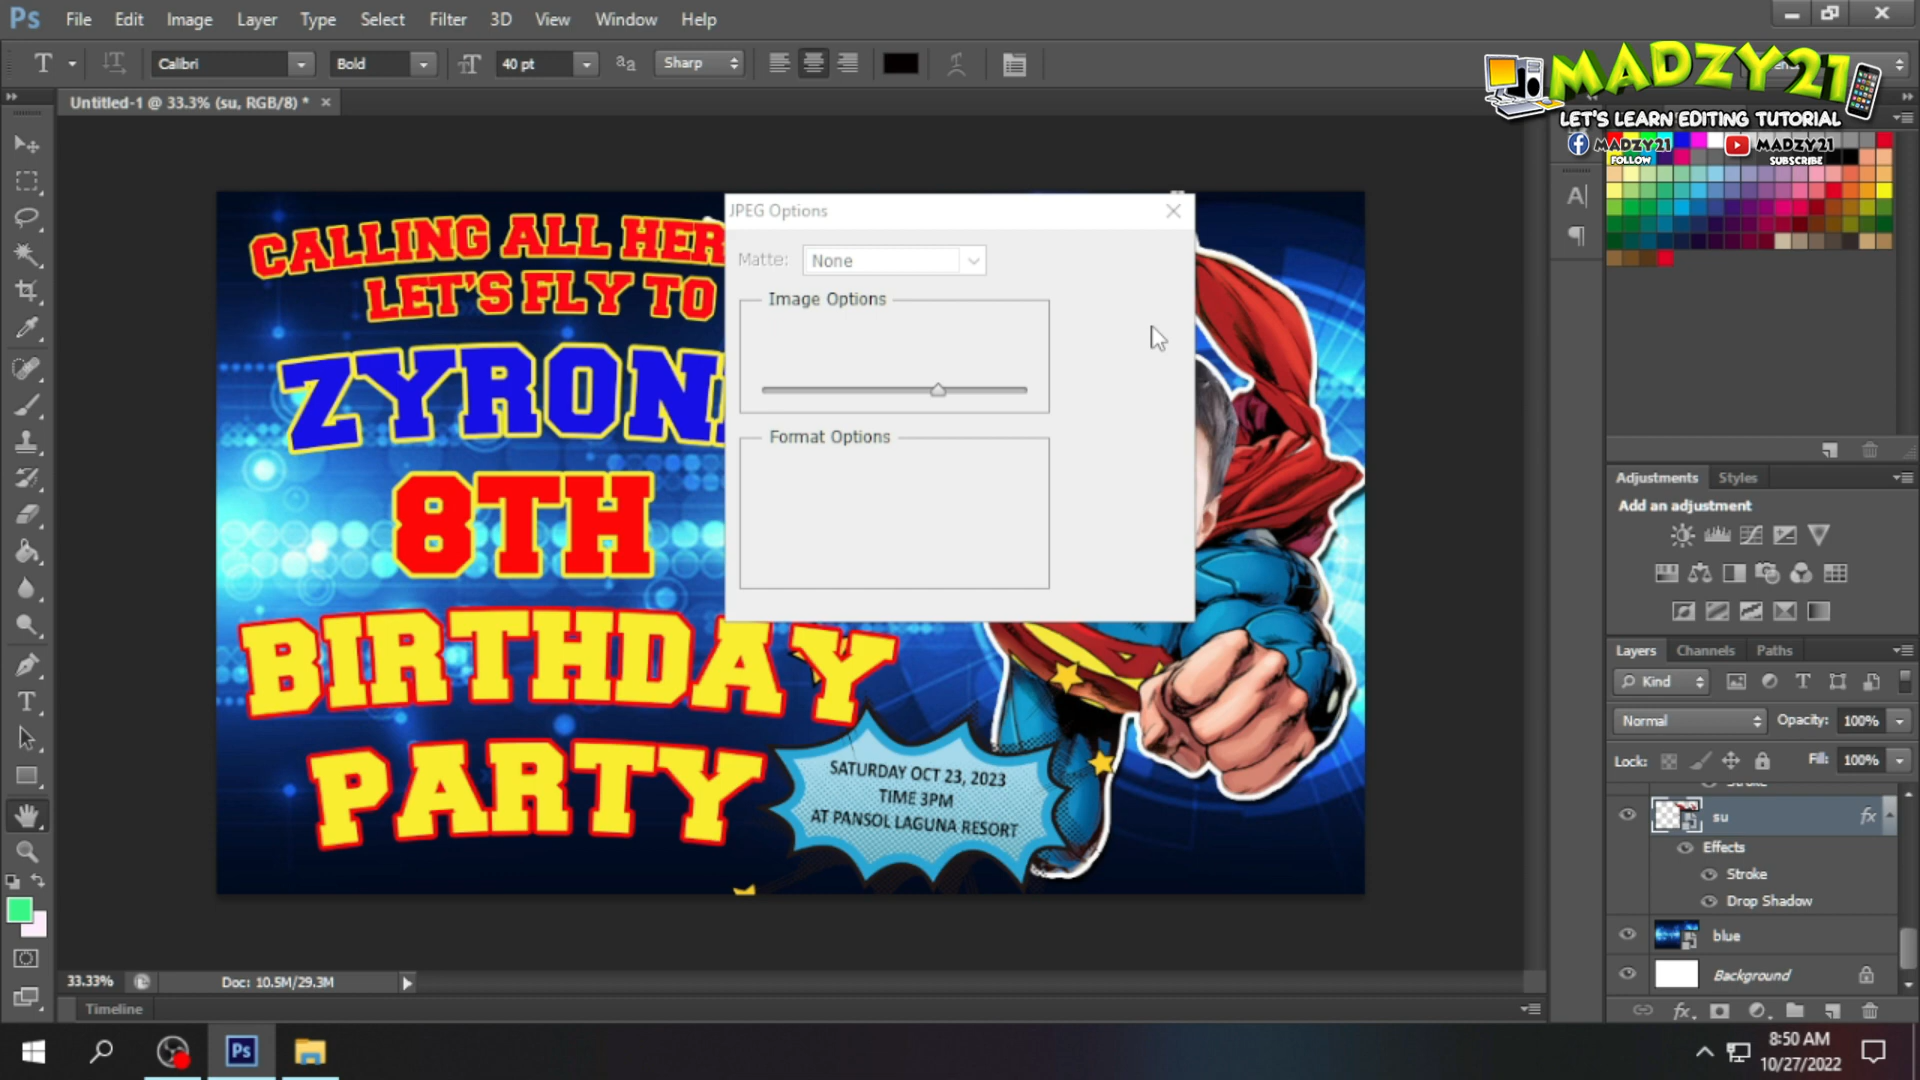 Ps File Edit Image Layer Type Select Filter 3D View Window Help
T Calibri Bold 40 pt Sharp
MADZY21
LET'S LEARN EDITING TUTORIAL
MADZY21 FOLLOW
MADZY21 SUBSCRIBE
Untitled-1 @ 33.3% (su, RGB/8) *
CALLING ALL HER
LET'S FLY TO
ZYRON
8TH
BIRTHDAY
PARTY
SATURDAY OCT 23, 2023
TIME 3PM
AT PANSOL LAGUNA RESORT
JPEG Options
Matte: None
Image Options
Format Options
Adjustments Styles
Add an adjustment
Layers Channels Paths
Kind
Normal Opacity: 100%
Lock: Fill: 100%
Stroke
su fx
Effects
Stroke
Drop Shadow
blue
Background
33.33% Doc: 10.5M/29.3M
Timeline
Ps
8:50 AM
10/27/2022